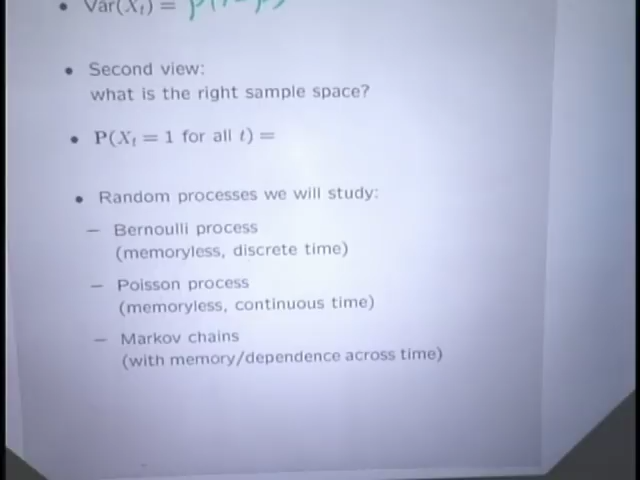 • Var(X_t) = p(1-p)
• Second view:
what is the right sample space?
• P(X_t = 1 for all t) =
• Random processes we will study:
– Bernoulli process
(memoryless, discrete time)
– Poisson process
(memoryless, continuous time)
– Markov chains
(with memory/dependence across time)